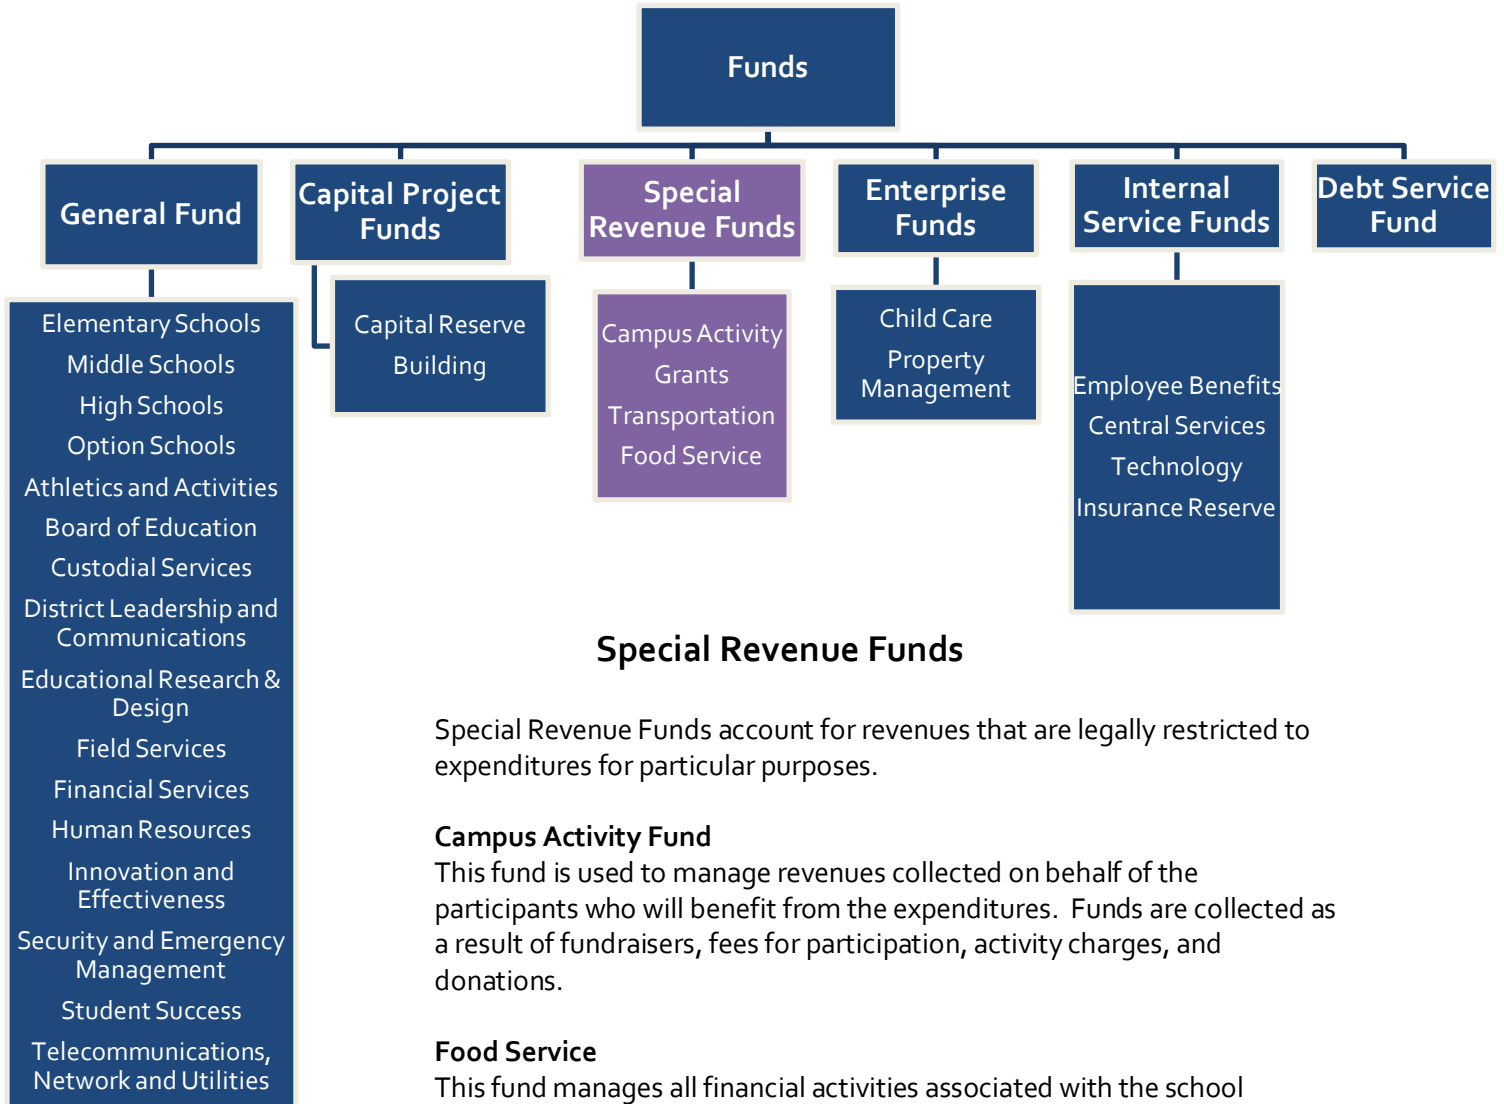 Funds
General Fund
Capital Project
Funds
Special
Revenue Funds
Enterprise
Funds
Internal
Service Funds
Debt Service
Fund
Elementary Schools
Middle Schools
High Schools
Option Schools
Athletics and Activities
Board of Education
Custodial Services
District Leadership and
Communications
Educational Research &
Design
Field Services
Financial Services
Human Resources
Innovation and
Effectiveness
Security and Emergency
Management
Student Success
Telecommunications,
Network and Utilities
Capital Reserve
Building
Campus Activity
Grants
Transportation
Food Service
Child Care
Property
Management
Employee Benefits
Central Services
Technology
Insurance Reserve
Special Revenue Funds
Special Revenue Funds account for revenues that are legally restricted to
expenditures for particular purposes.
Campus Activity Fund
This fund is used to manage revenues collected on behalf of the
participants who will benefit from the expenditures.  Funds are collected as
a result of fundraisers, fees for participation, activity charges, and
donations.
Food Service
This fund manages all financial activities associated with the school